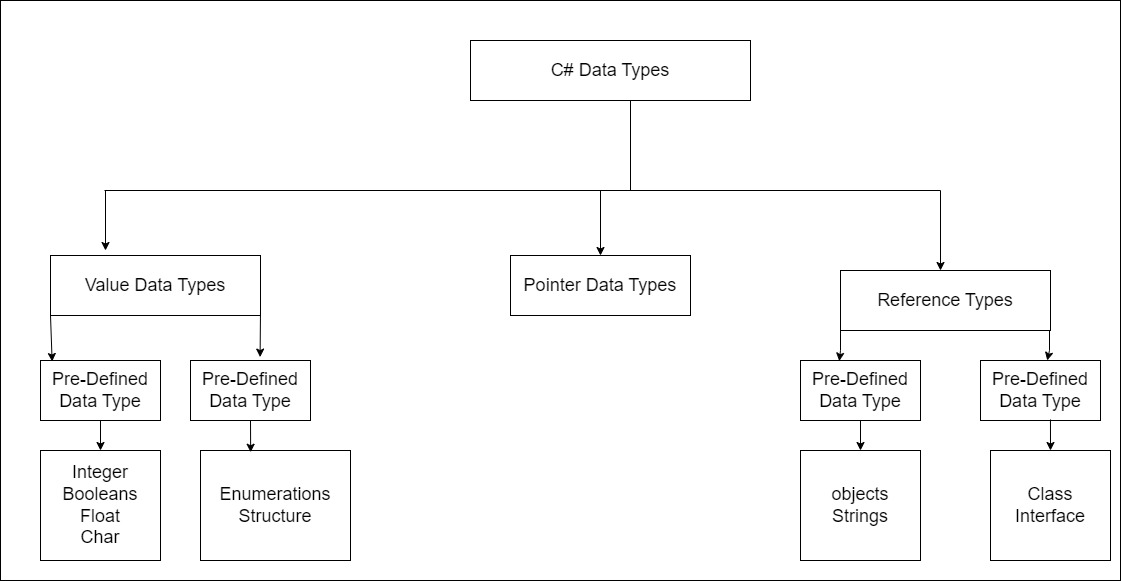 C# Data Types
Value Data Types
Pointer Data Types
Reference Types
Pre-Defined
Data Type
Pre-Defined
Data Type
Pre-Defined
Data Type
Pre-Defined
Data Type
Integer
Booleans
Float
Char
Enumerations
Structure
objects
Strings
Class
Interface